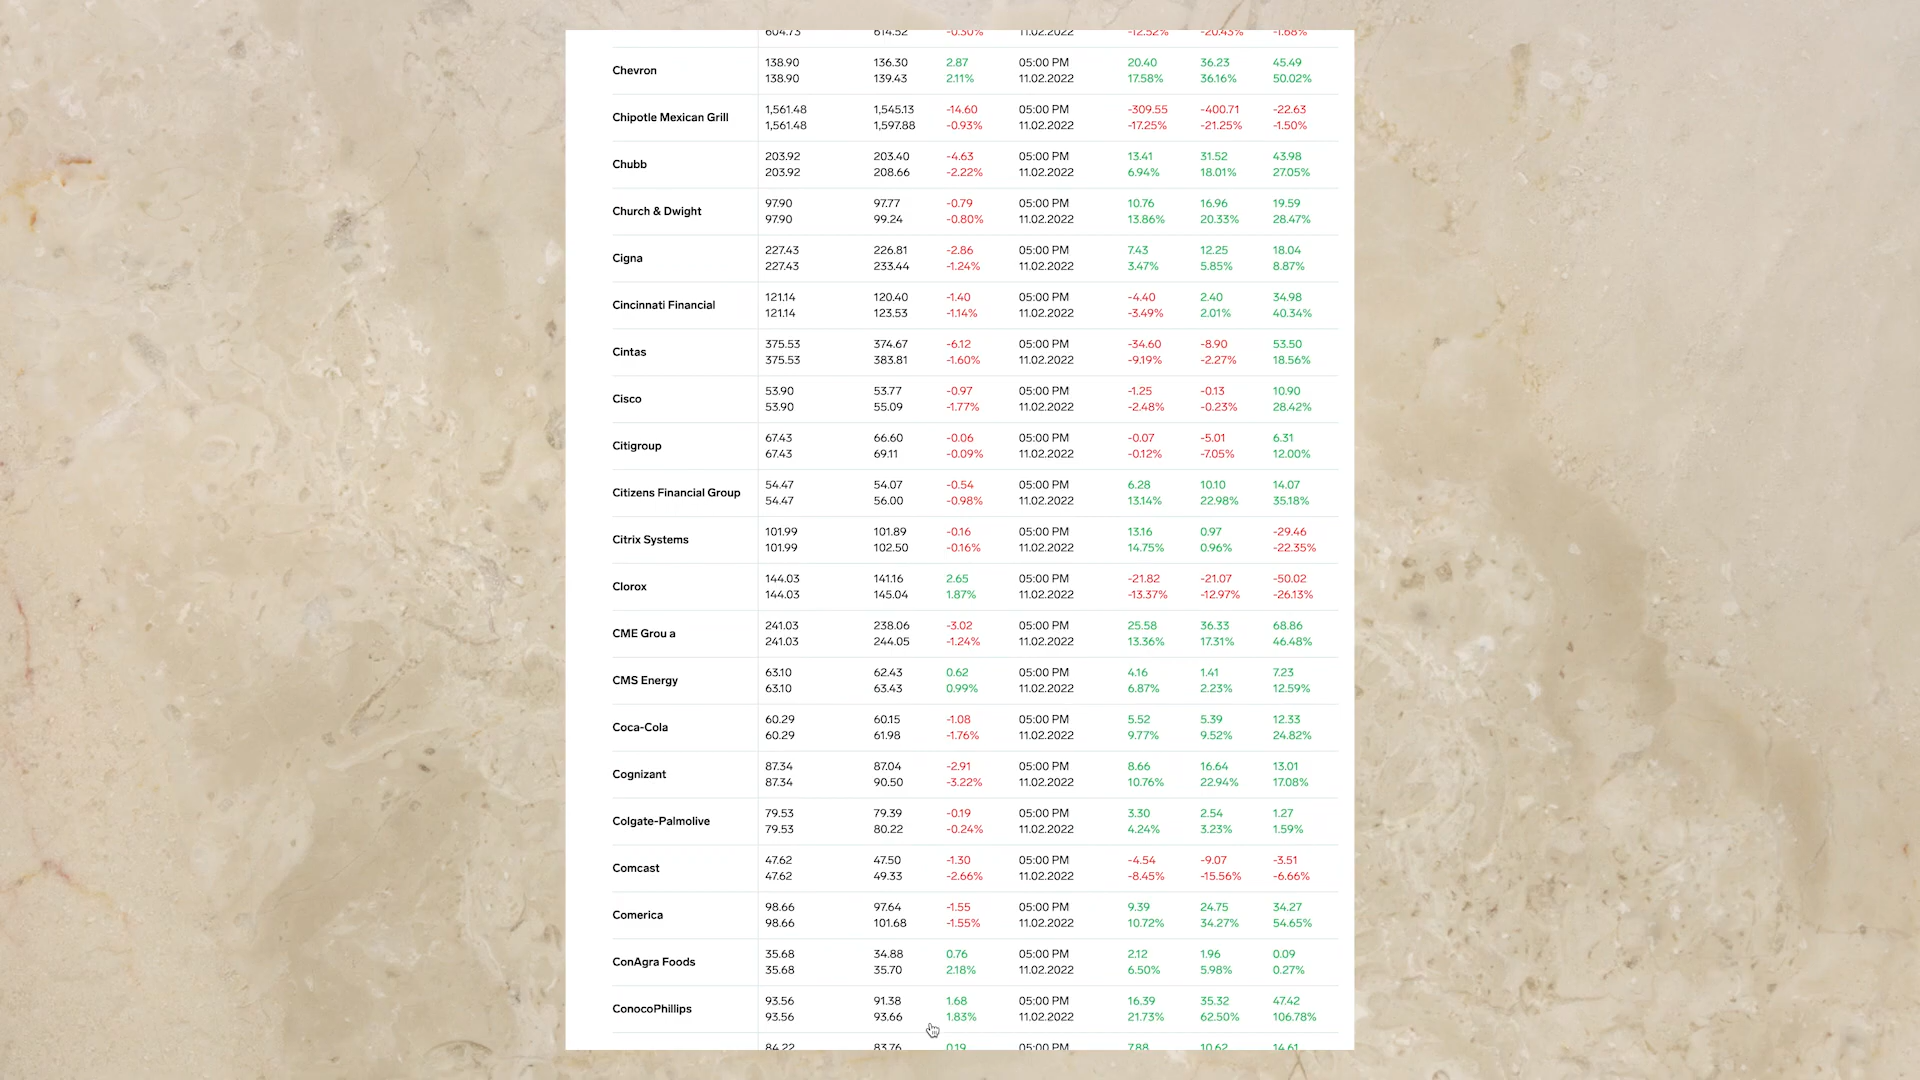 604.73 614.52 -0.30% 11.02.2022 -12.52% -20.43% -1.68%
Chevron
138.90 136.30 2.87 05:00 PM 20.40 36.23 45.49
138.90 139.43 2.11% 11.02.2022 17.58% 36.16% 50.02%
Chipotle Mexican Grill
1,561.48 1,545.13 -14.60 05:00 PM -309.55 -400.71 -22.63
1,561.48 1,597.88 -0.93% 11.02.2022 -17.25% -21.25% -1.50%
Chubb
203.92 203.40 -4.63 05:00 PM 13.41 31.52 43.98
203.92 208.66 -2.22% 11.02.2022 6.94% 18.01% 27.05%
Church & Dwight
97.90 97.77 -0.79 05:00 PM 10.76 16.96 19.59
97.90 99.24 -0.80% 11.02.2022 13.86% 20.33% 28.47%
Cigna
227.43 226.81 -2.86 05:00 PM 7.43 12.25 18.04
227.43 233.44 -1.24% 11.02.2022 3.47% 5.85% 8.87%
Cincinnati Financial
121.14 120.40 -1.40 05:00 PM -4.40 2.40 34.98
121.14 123.53 -1.14% 11.02.2022 -3.49% 2.01% 40.34%
Cintas
375.53 374.67 -6.12 05:00 PM -34.60 -8.90 53.50
375.53 383.81 -1.60% 11.02.2022 -9.19% -2.27% 18.56%
Cisco
53.90 53.77 -0.97 05:00 PM -1.25 -0.13 10.90
53.90 55.09 -1.77% 11.02.2022 -2.48% -0.23% 28.42%
Citigroup
67.43 66.60 -0.06 05:00 PM -0.07 -5.01 6.31
67.43 69.11 -0.09% 11.02.2022 -0.12% -7.05% 12.00%
Citizens Financial Group
54.47 54.07 -0.54 05:00 PM 6.28 10.10 14.07
54.47 56.00 -0.98% 11.02.2022 13.14% 22.98% 35.18%
Citrix Systems
101.99 101.89 -0.16 05:00 PM 13.16 0.97 -29.46
101.99 102.50 -0.16% 11.02.2022 14.75% 0.96% -22.35%
Clorox
144.03 141.16 2.65 05:00 PM -21.82 -21.07 -50.02
144.03 145.04 1.87% 11.02.2022 -13.37% -12.97% -26.13%
CME Grou a
241.03 238.06 -3.02 05:00 PM 25.58 36.33 68.86
241.03 244.05 -1.24% 11.02.2022 13.36% 17.31% 46.48%
CMS Energy
63.10 62.43 0.62 05:00 PM 4.16 1.41 7.23
63.10 63.43 0.99% 11.02.2022 6.87% 2.23% 12.59%
Coca-Cola
60.29 60.15 -1.08 05:00 PM 5.52 5.39 12.33
60.29 61.98 -1.76% 11.02.2022 9.77% 9.52% 24.82%
Cognizant
87.34 87.04 -2.91 05:00 PM 8.66 16.64 13.01
87.34 90.50 -3.22% 11.02.2022 10.76% 22.94% 17.08%
Colgate-Palmolive
79.53 79.39 -0.19 05:00 PM 3.30 2.54 1.27
79.53 80.22 -0.24% 11.02.2022 4.24% 3.23% 1.59%
Comcast
47.62 47.50 -1.30 05:00 PM -4.54 -9.07 -3.51
47.62 49.33 -2.66% 11.02.2022 -8.45% -15.56% -6.66%
Comerica
98.66 97.64 -1.55 05:00 PM 9.39 24.75 34.27
98.66 101.68 -1.55% 11.02.2022 10.72% 34.27% 54.65%
ConAgra Foods
35.68 34.88 0.76 05:00 PM 2.12 1.96 0.09
35.68 35.70 2.18% 11.02.2022 6.50% 5.98% 0.27%
ConocoPhillips
93.56 91.38 1.68 05:00 PM 16.39 35.32 47.42
93.56 93.66 1.83% 11.02.2022 21.73% 62.50% 106.78%
84.22 83.76 0.19 05:00 PM 7.88 10.62 14.61